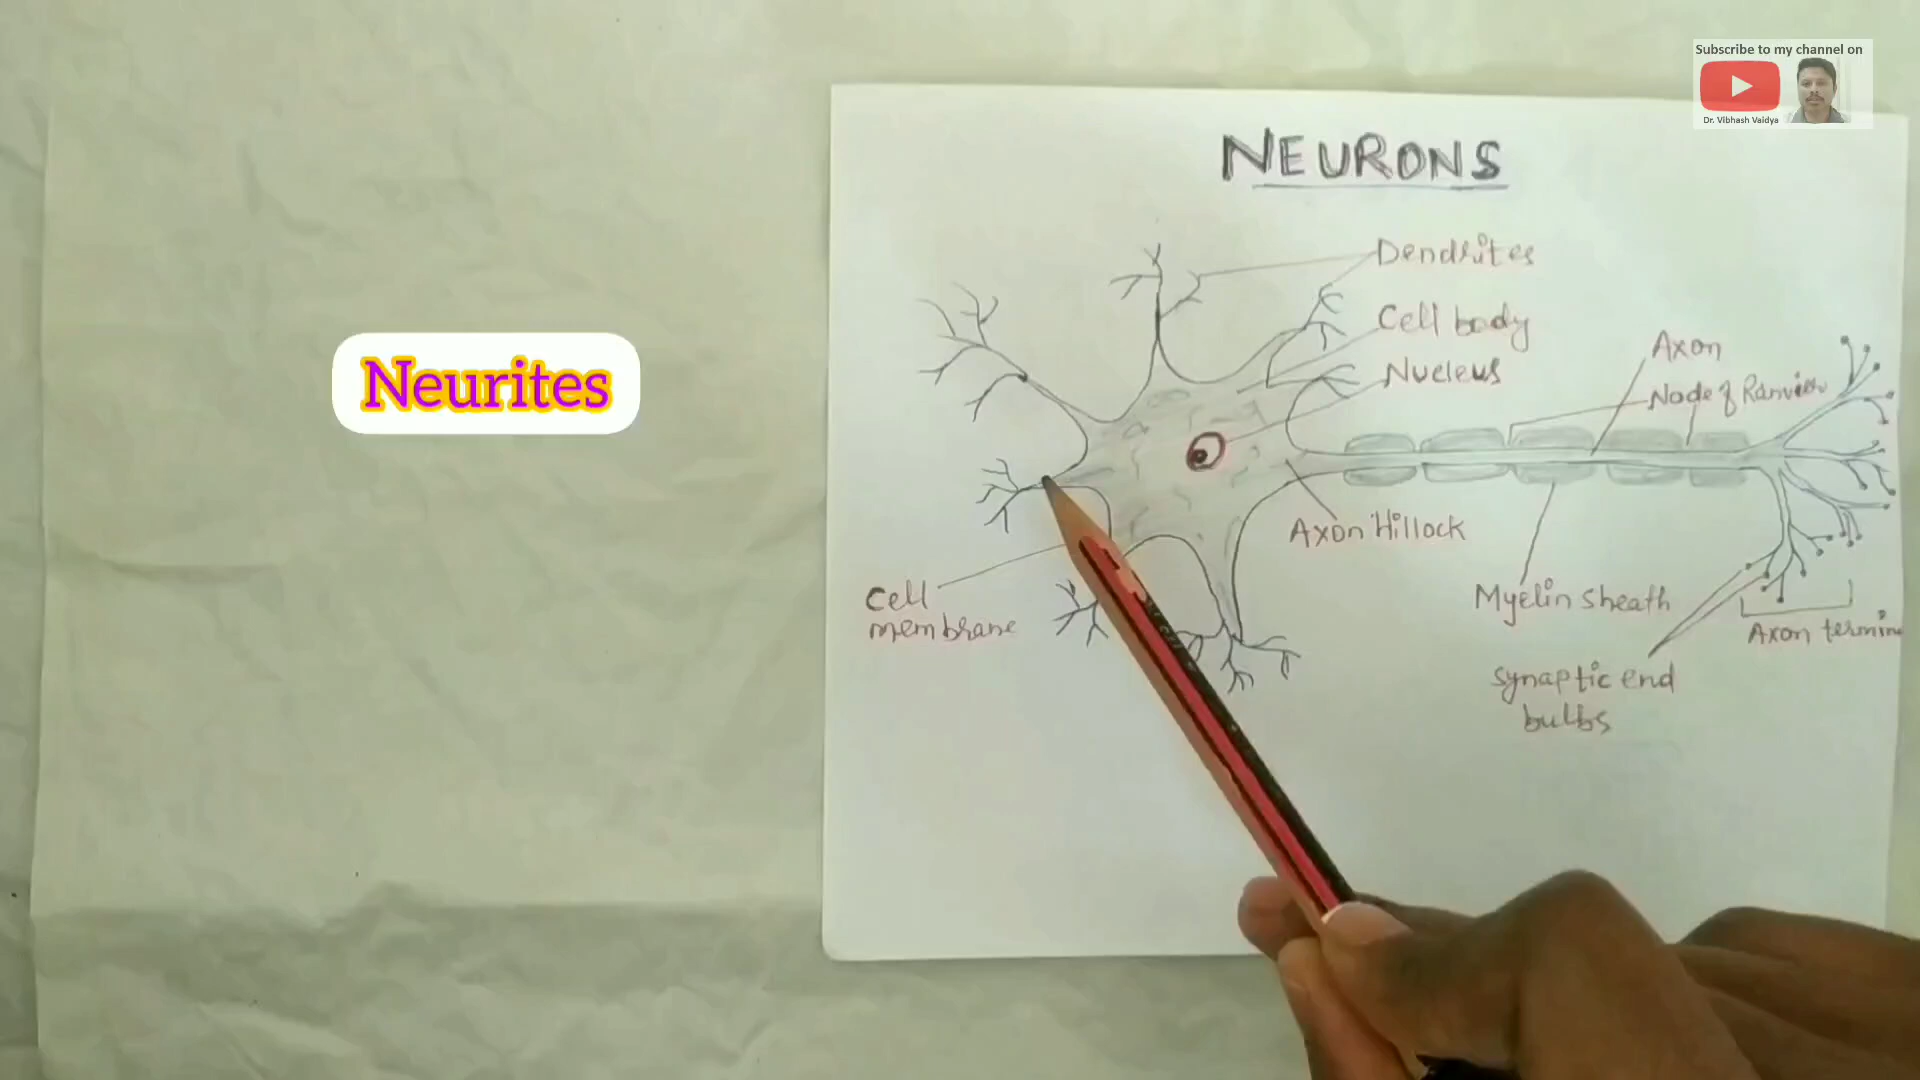 Subscribe to my channel on
Dr. Vibhash Vaidya
NEURONS
Dendrites
Cell body
Nucleus
Axon
Node of Ranvier
Neurites
Axon Hillock
Cell
membrane
Myelin sheath
Axon termina
Synaptic end
bulbs